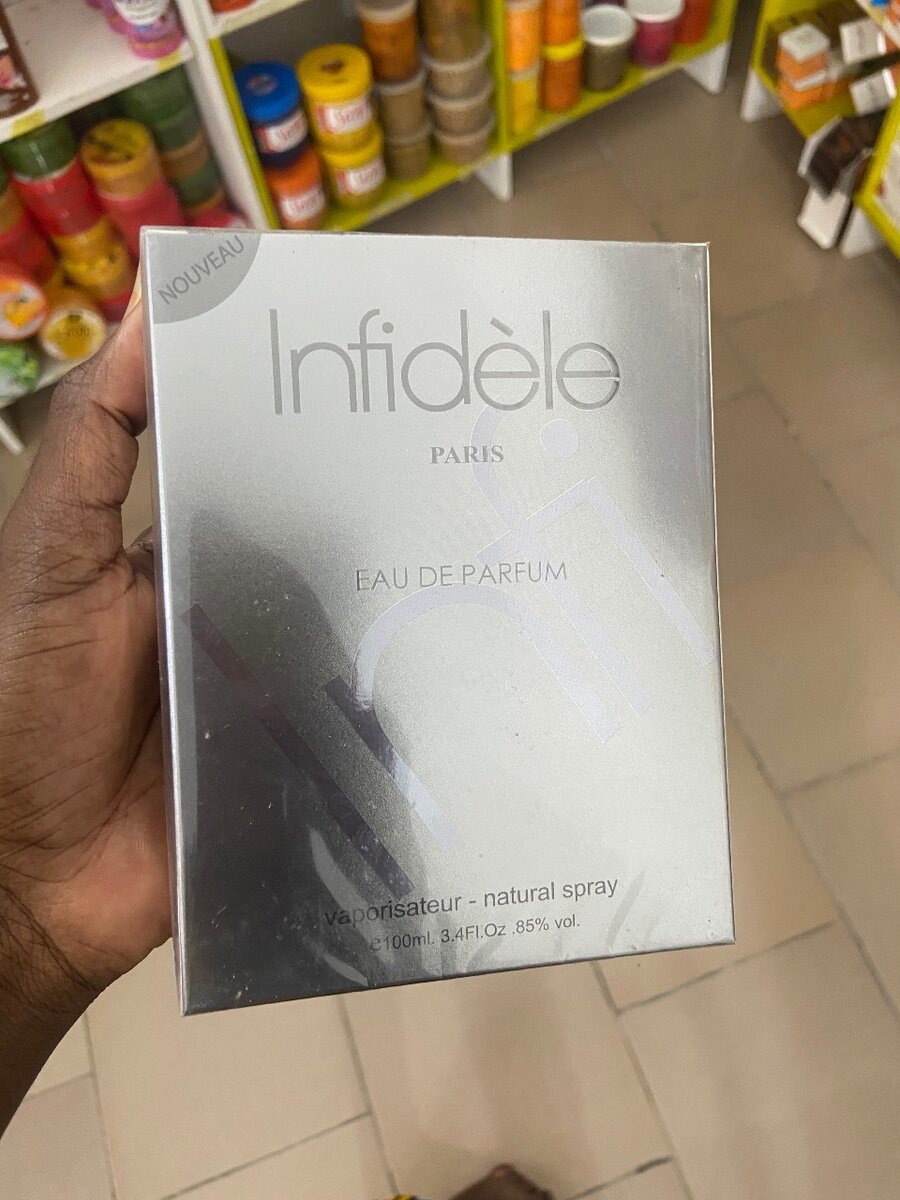 NOUVEAU
Infidèle
PARIS
EAU DE PARFUM
vaporisateur - natural spray
e100ml. 3.4Fl.Oz .85% vol.